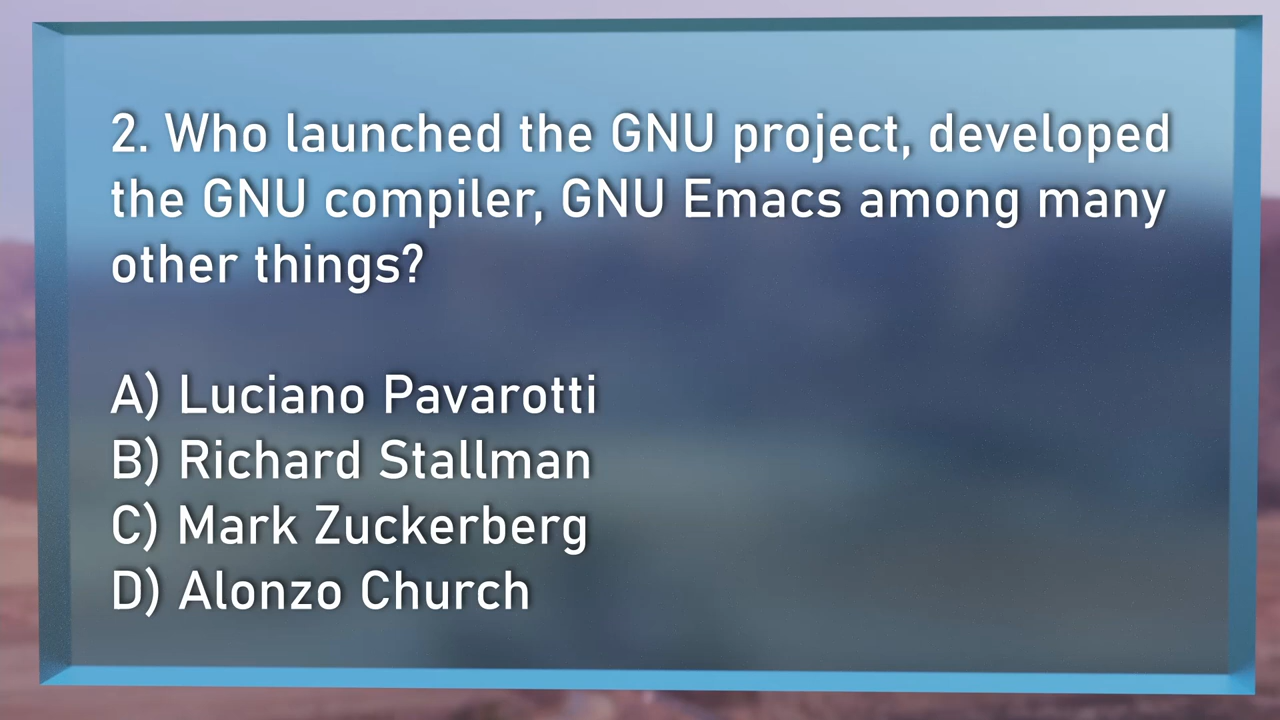 2. Who launched the GNU project, developed
the GNU compiler, GNU Emacs among many
other things?
A) Luciano Pavarotti
B) Richard Stallman
C) Mark Zuckerberg
D) Alonzo Church